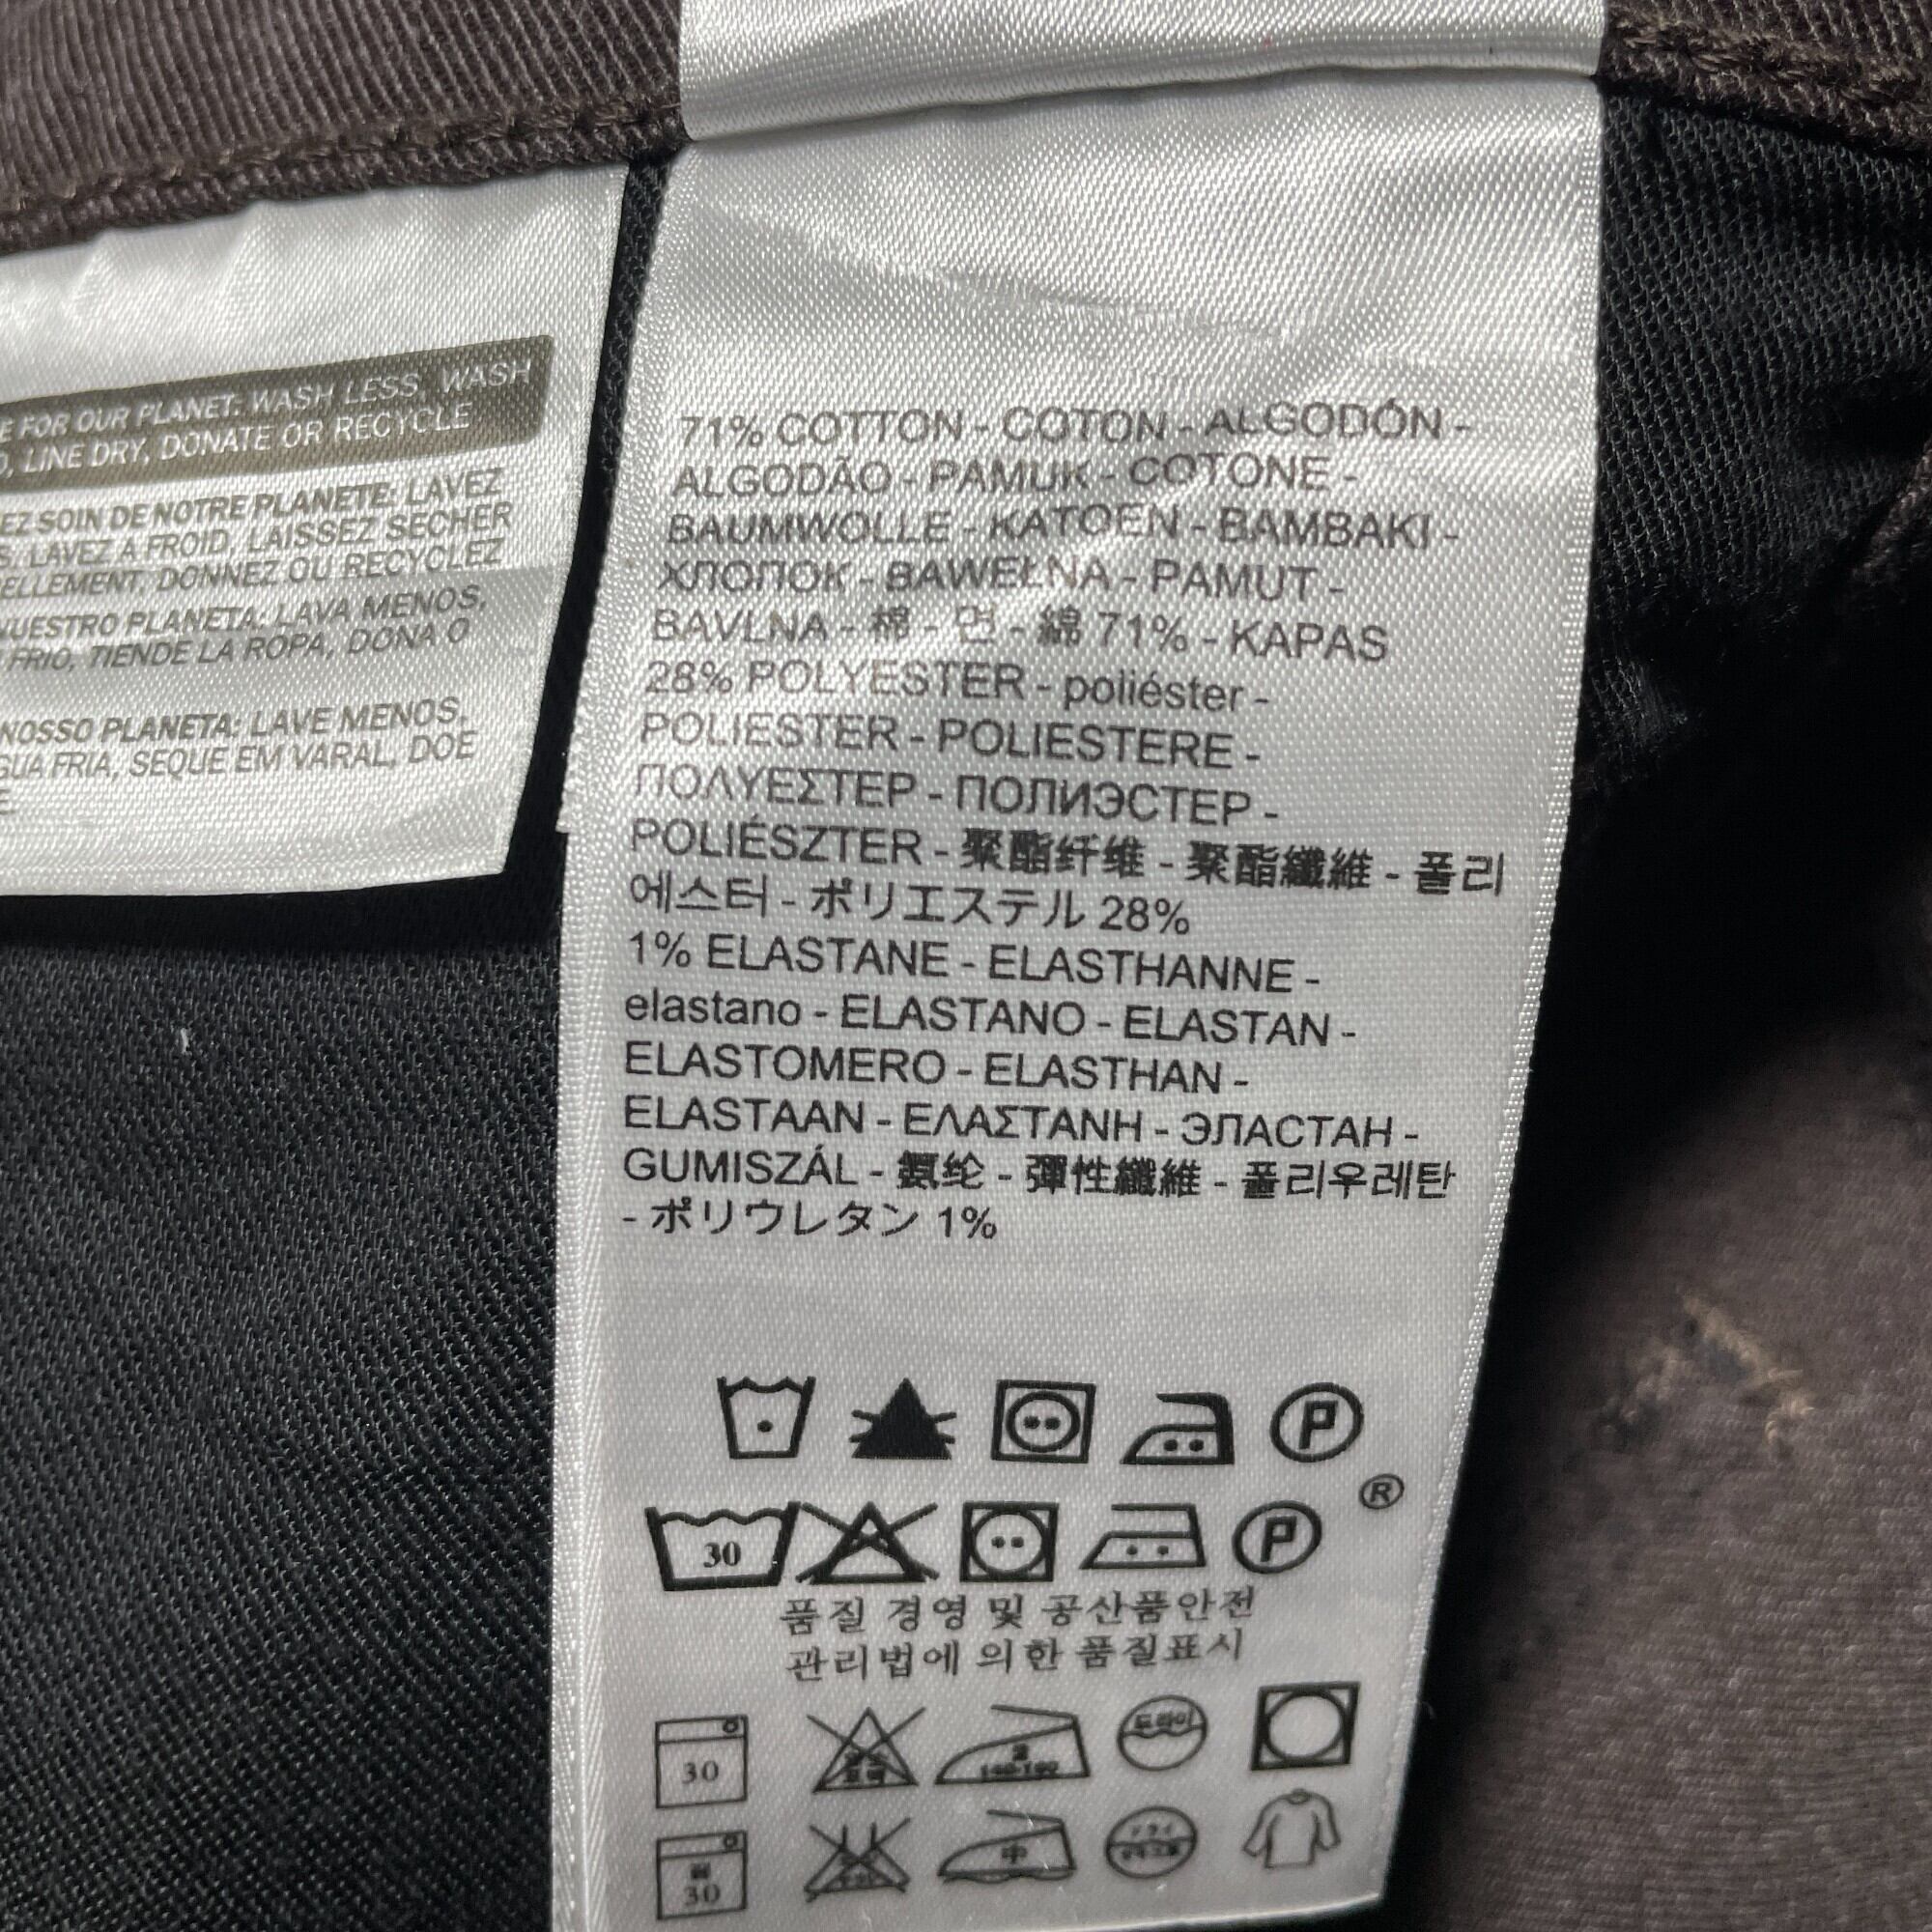 E FOR OUR PLANET: WASH LESS, WASH
D, LINE DRY, DONATE OR RECYCLE
EZ SOIN DE NOTRE PLANETE: LAVEZ
S, LAVEZ A FROID, LAISSEZ SECHER
ELLEMENT, DONNEZ OU RECYCLEZ
NUESTRO PLANETA: LAVA MENOS,
FRIO, TIENDE LA ROPA, DONA O
NOSSO PLANETA: LAVE MENOS,
GUA FRIA, SEQUE EM VARAL, DOE
E
71% COTTON - COTON - ALGODÓN -
ALGODÃO - PAMUK - COTONE -
BAUMWOLLE - KATOEN - BAMBAKI -
ХЛОПОК - BAWEŁNA - PAMUT -
BAVLNA - 棉 - 면 - 綿 71% - KAPAS
28% POLYESTER - poliéster -
POLIESTER - POLIESTERE -
ΠΟΛΥΕΣΤΕΡ - ПОЛИЭСТЕР -
POLIÉSZTER - 聚酯纤维 - 聚酯纖維 - 폴리
에스터 - ポリエステル 28%
1% ELASTANE - ELASTHANNE -
elastano - ELASTANO - ELASTAN -
ELASTOMERO - ELASTHAN -
ELASTAAN - ΕΛΑΣΤΑΝΗ - ЭЛАСТАН -
GUMISZÁL - 氨纶 - 彈性纖維 - 폴리우레탄
- ポリウレタン 1%
P
®
30 P
품질 경영 및 공산품안전
관리법에 의한 품질표시
30 드라이
30 中 ドライ